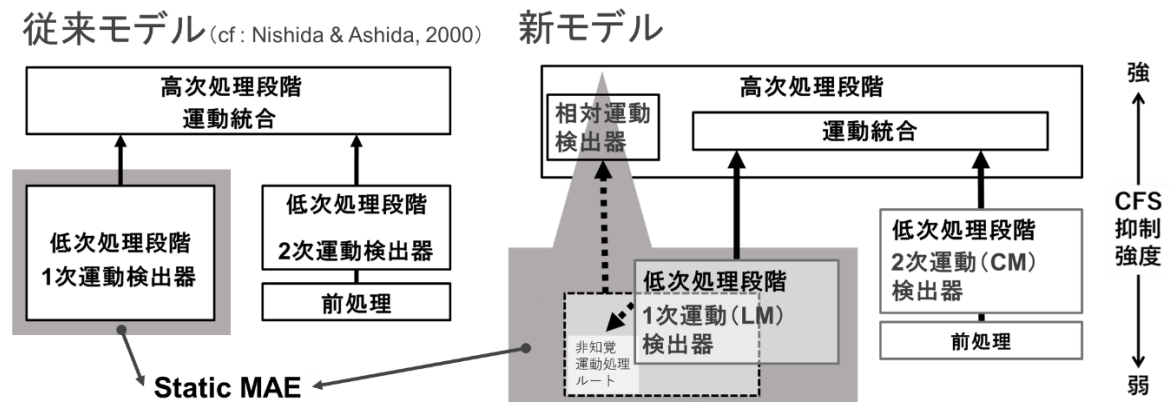 従来モデル(cf : Nishida & Ashida, 2000)
高次処理段階
運動統合
低次処理段階
1次運動検出器
低次処理段階
2次運動検出器
前処理
Static MAE
新モデル
高次処理段階
相対運動
検出器
運動統合
低次処理段階
1次運動(LM)
検出器
非知覚
運動処理
ルート
低次処理段階
2次運動(CM)
検出器
前処理
強
CFS
抑制
強度
弱